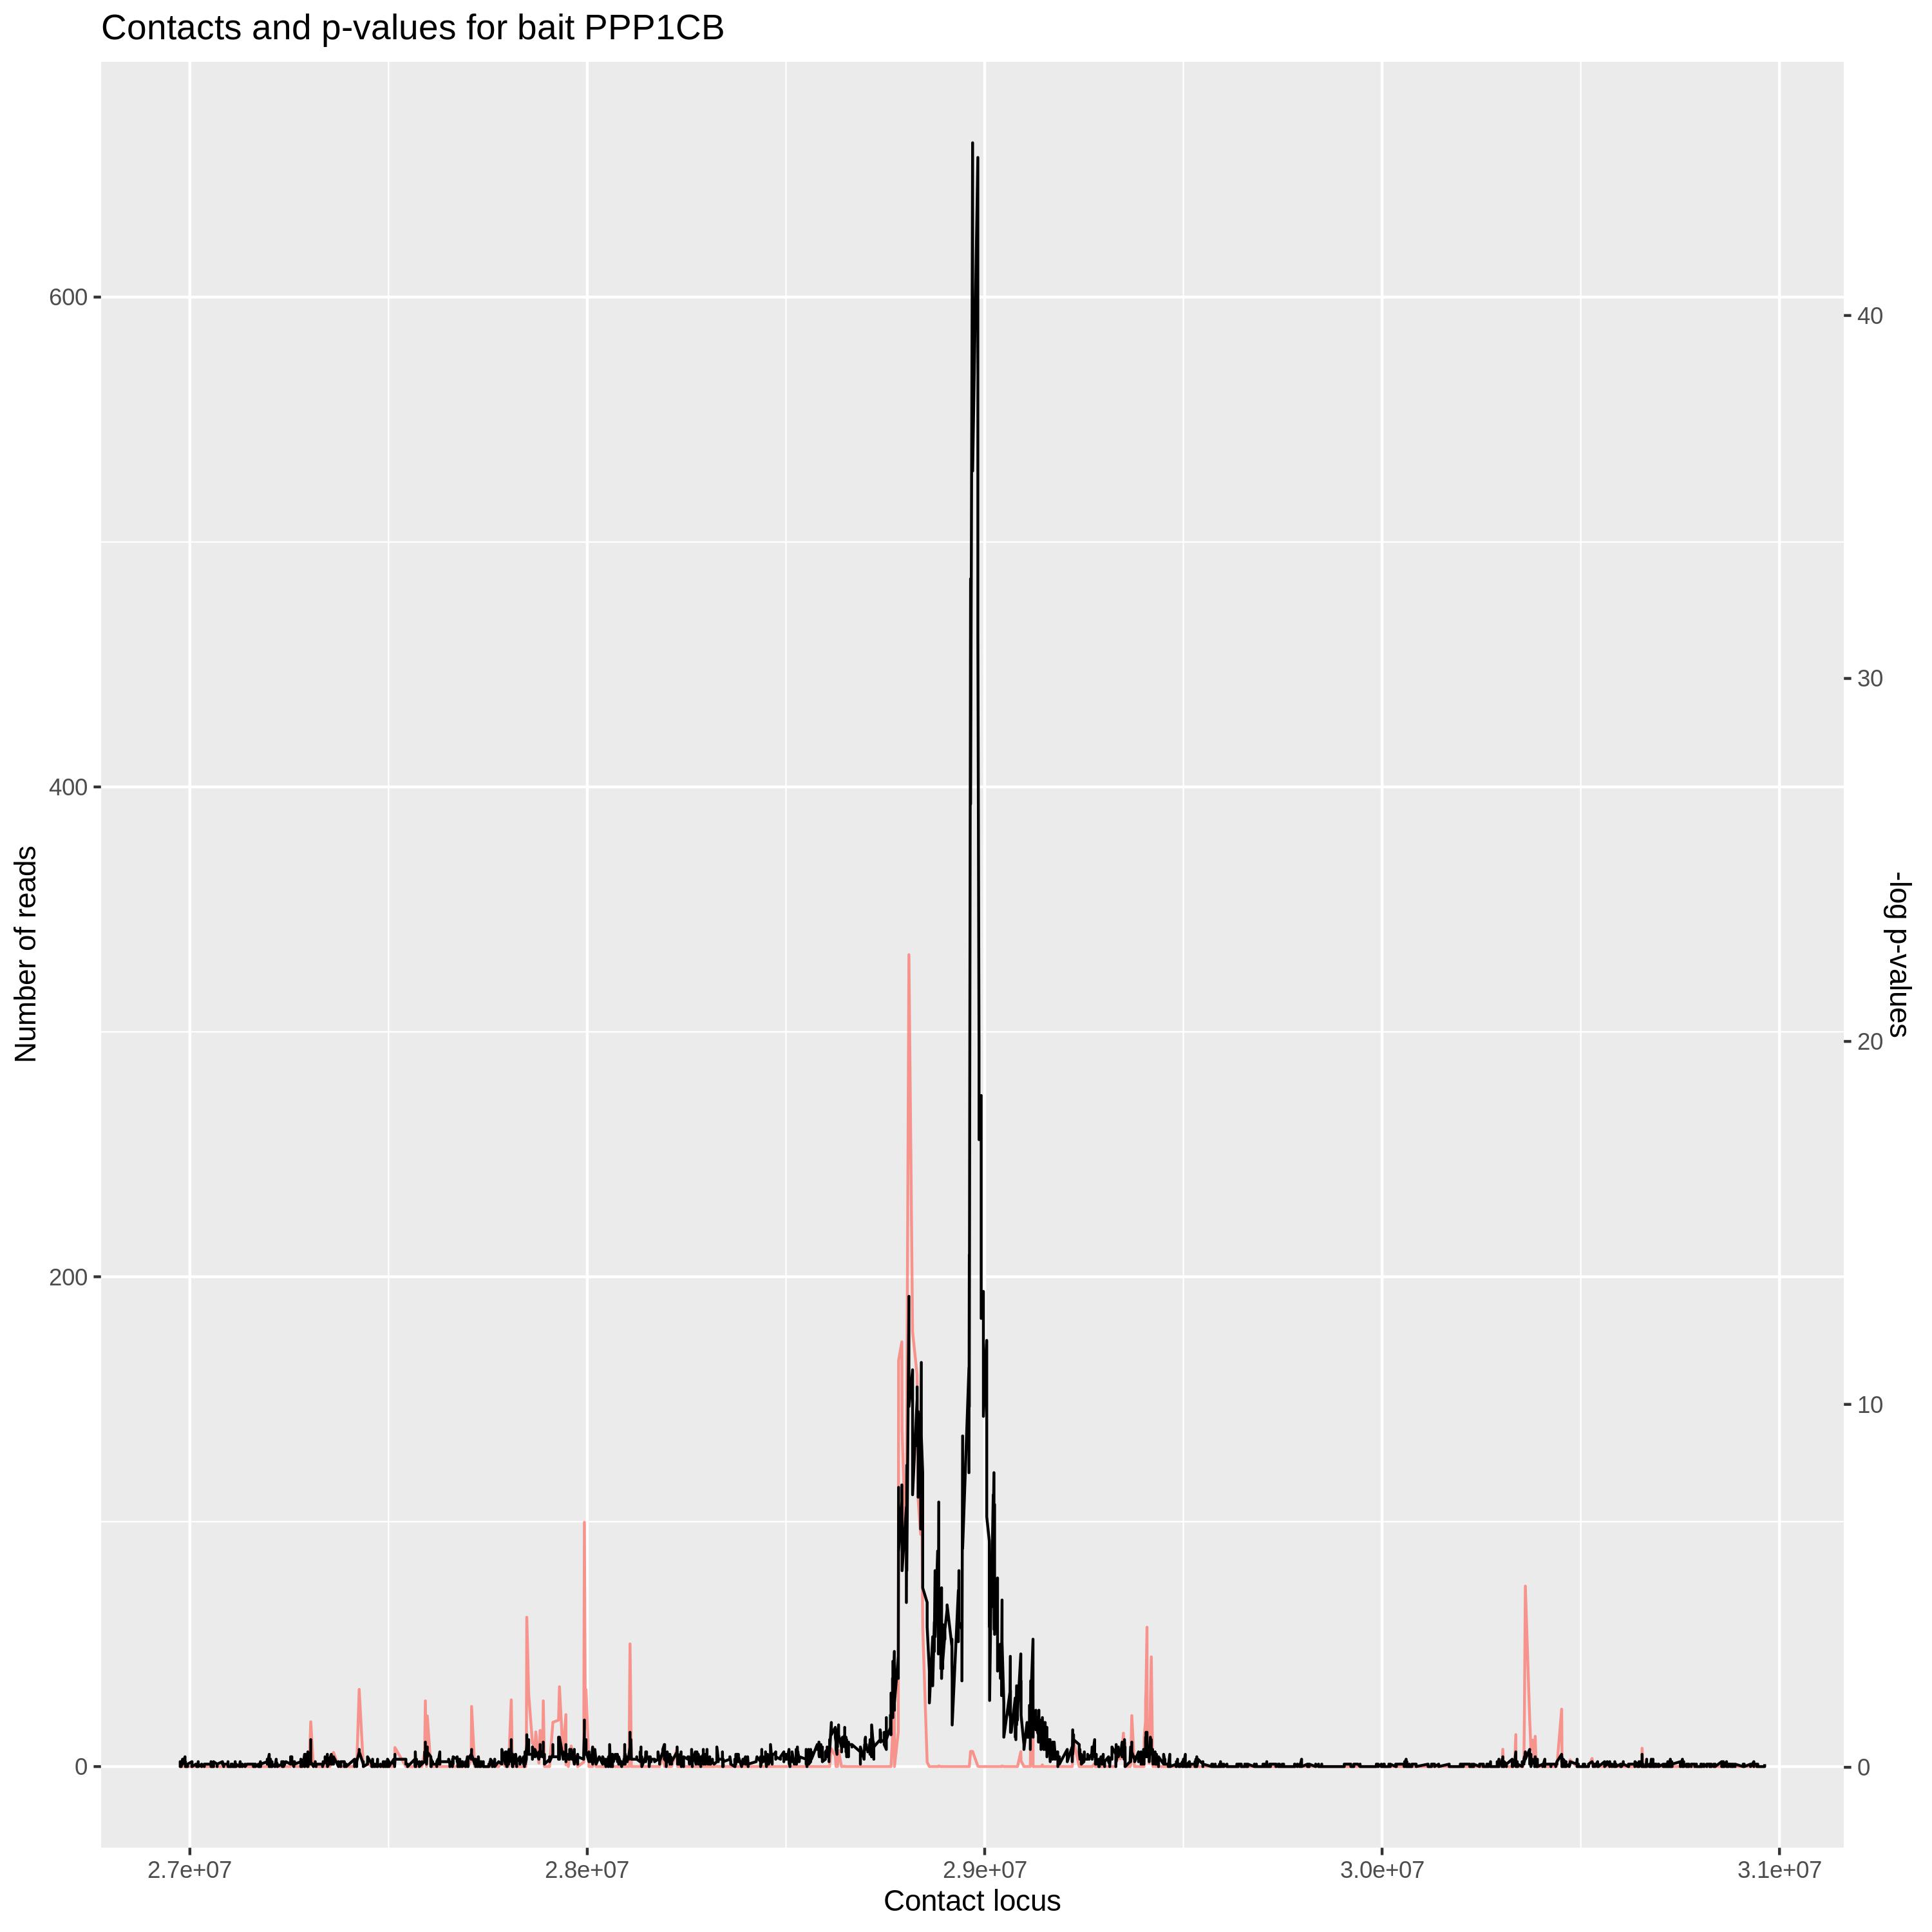 Contacts and p-values for bait PPP1CB
Number of reads
600
400
200
0
40
30
20
10
0
-log p-values
2.7e+07
2.8e+07
2.9e+07
3.0e+07
3.1e+07
Contact locus